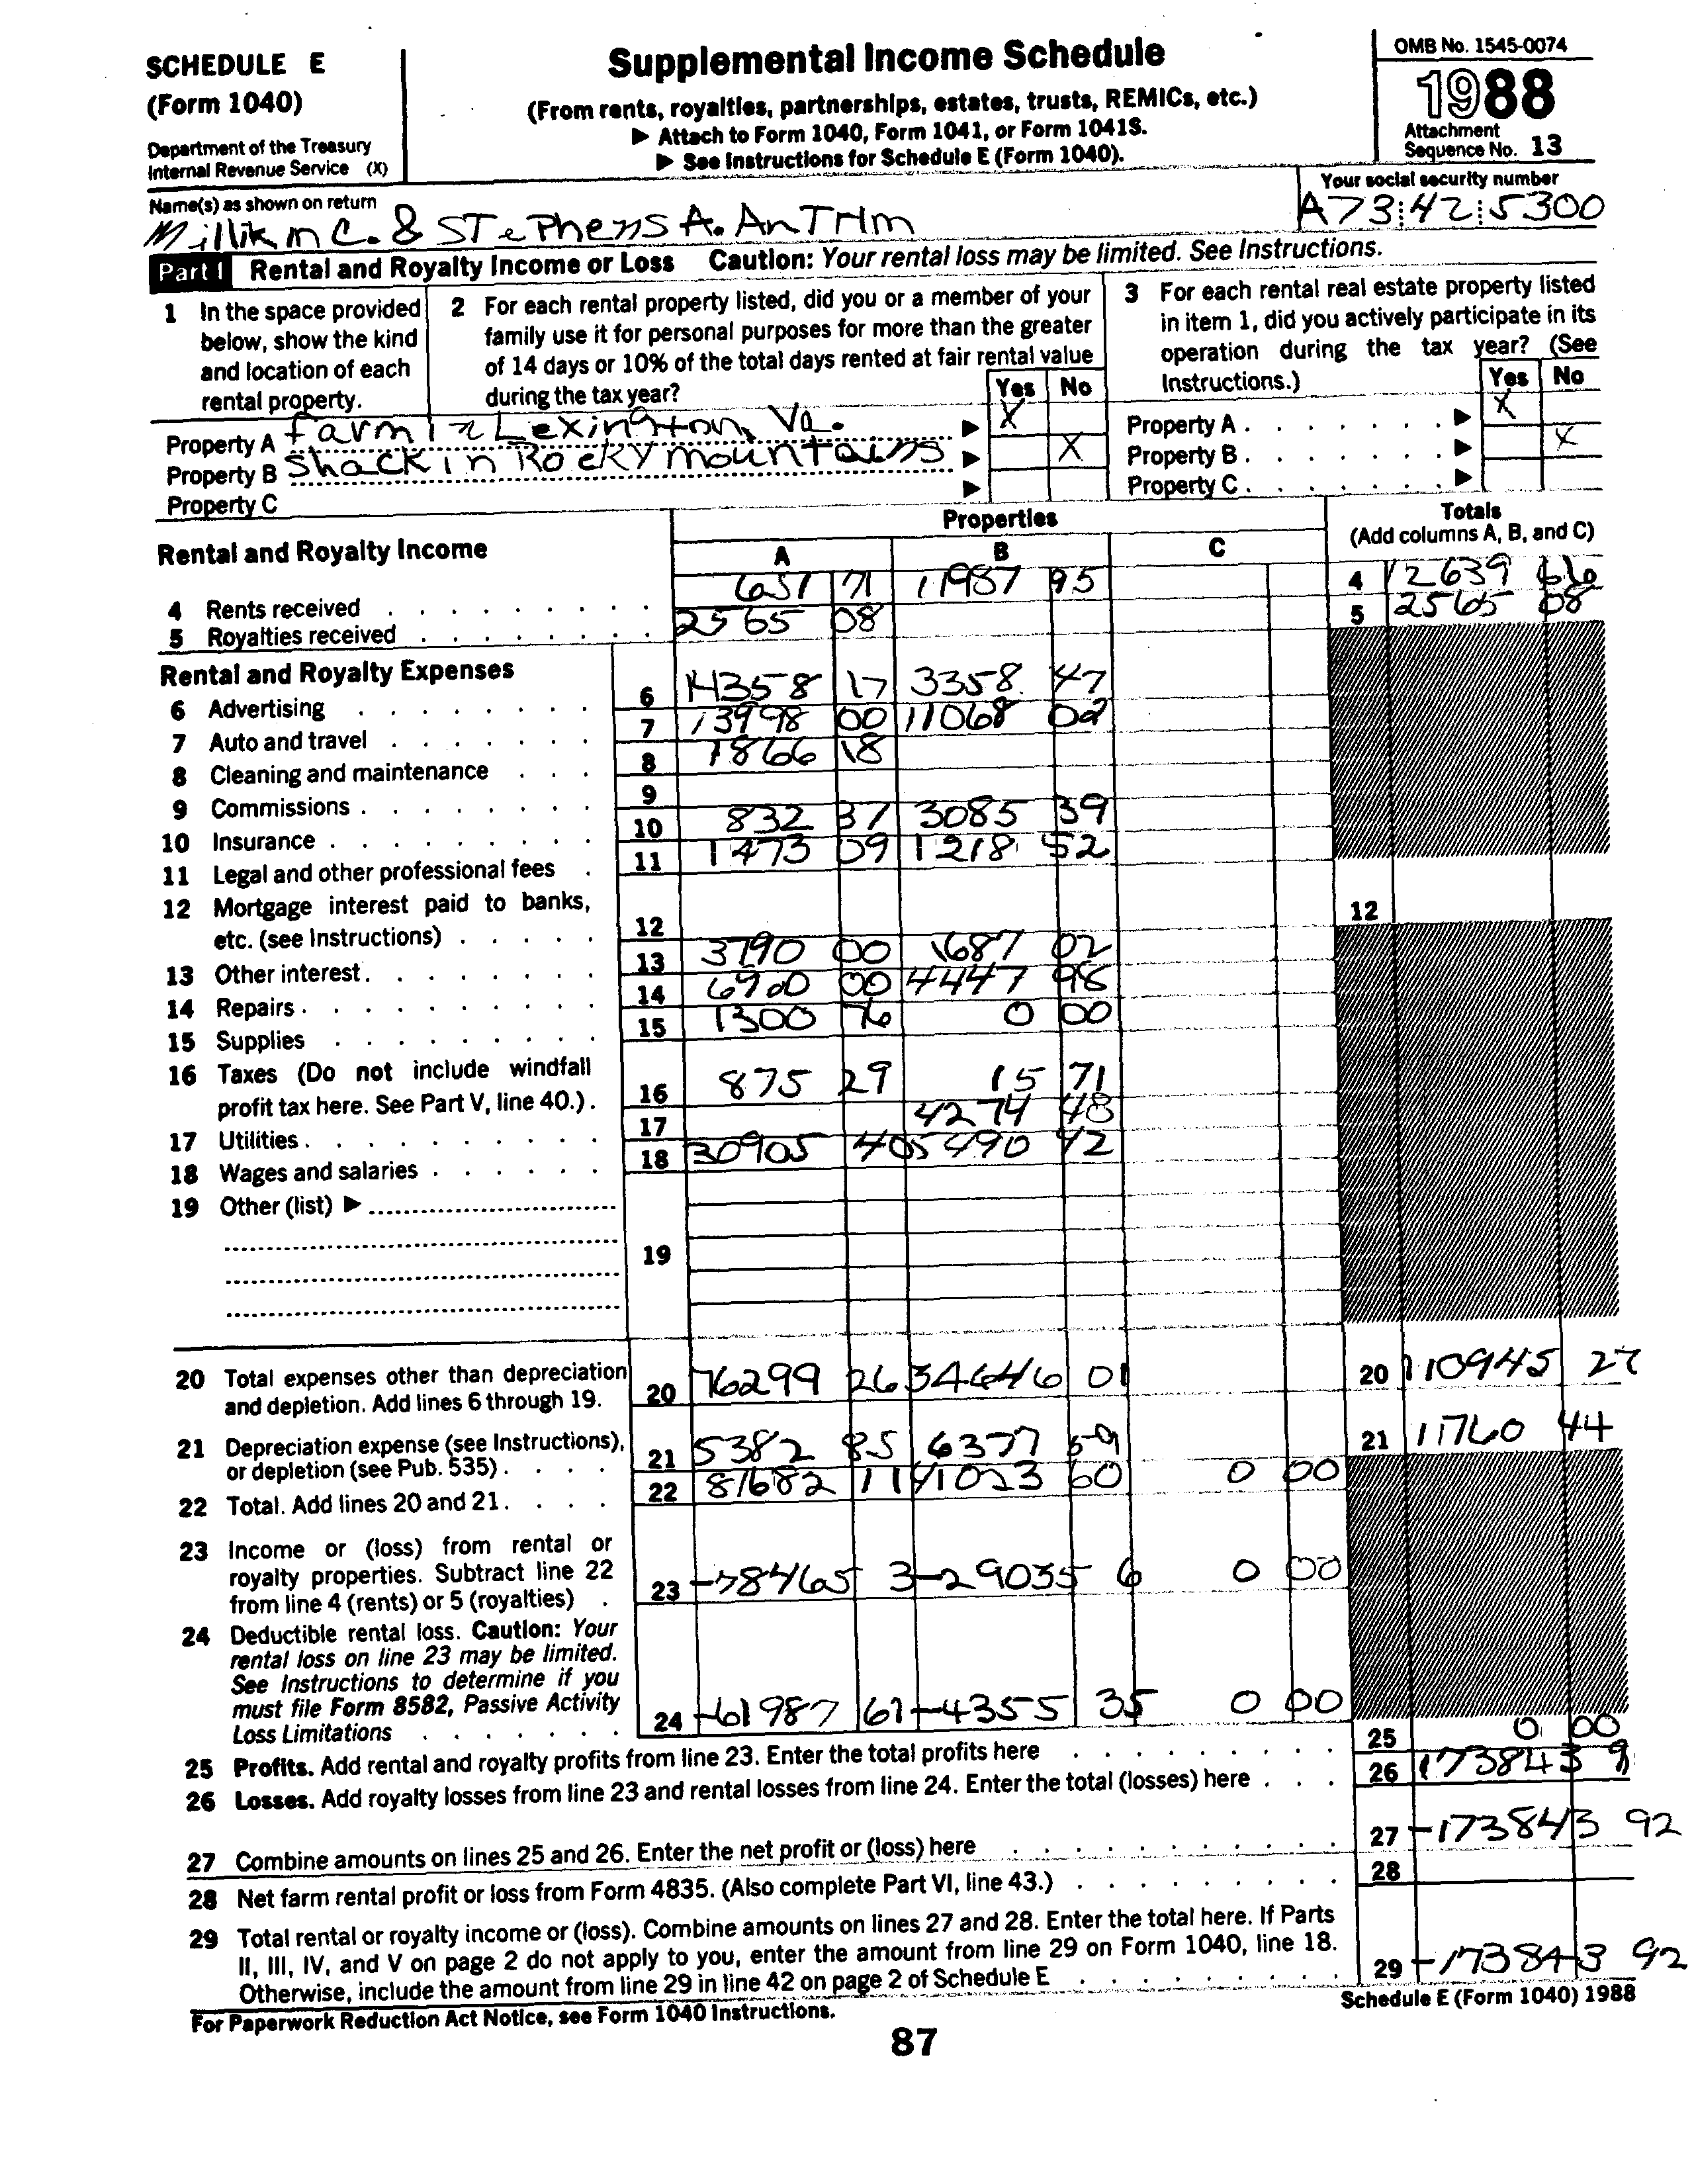 SCHEDULE E
(Form 1040)
Department of the Treasury
Internal Revenue Service (X)
Supplemental Income Schedule
(From rents, royalties, partnerships, estates, trusts, REMICs, etc.)
▶ Attach to Form 1040, Form 1041, or Form 1041S.
▶ See Instructions for Schedule E (Form 1040).
OMB No. 1545-0074
1988
Attachment
Sequence No. 13
Name(s) as shown on return
Your social security number
Millikin C. & STePhens A. AnTrim
A73:42:5300
Part I Rental and Royalty Income or Loss Caution: Your rental loss may be limited. See Instructions.
1 In the space provided below, show the kind and location of each rental property.
2 For each rental property listed, did you or a member of your family use it for personal purposes for more than the greater of 14 days or 10% of the total days rented at fair rental value during the tax year?
Yes No
3 For each rental real estate property listed in item 1, did you actively participate in its operation during the tax year? (See Instructions.)
Yes No
Property A farm in Lexington, Va. ▶ X
Property A ▶ X
Property B Shack in Rocky mountains ▶ X
Property B ▶ X
Property C ▶
Property C ▶
Rental and Royalty Income
Properties
A B C
Totals
(Add columns A, B, and C)
4 Rents received 651 71 11987 95 4 12639 66
5 Royalties received 2565 08 5 2565 08
Rental and Royalty Expenses
6 Advertising 6 14358 17 3358 47
7 Auto and travel 7 13998 00 11068 02
8 Cleaning and maintenance 8 1866 18
9 Commissions 9
10 Insurance 10 832 37 3085 39
11 Legal and other professional fees 11 1473 09 1218 52
12 Mortgage interest paid to banks, etc. (see Instructions) 12 12
13 Other interest 13 3790 00 1687 02
14 Repairs 14 6900 00 4447 98
15 Supplies 15 1300 76 0 00
16 Taxes (Do not include windfall profit tax here. See Part V, line 40.) 16 875 29 15 71
17 Utilities 17 4274 48
18 Wages and salaries 18 30905 40 5490 42
19 Other (list) ▶ 19
20 Total expenses other than depreciation and depletion. Add lines 6 through 19. 20 76299 26 34646 01 20 110945 27
21 Depreciation expense (see Instructions), or depletion (see Pub. 535) 21 5382 85 6377 59 21 11760 44
22 Total. Add lines 20 and 21. 22 81682 11 41023 60 0 00
23 Income or (loss) from rental or royalty properties. Subtract line 22 from line 4 (rents) or 5 (royalties) 23 -78465 3 -29035 6 0 00
24 Deductible rental loss. Caution: Your rental loss on line 23 may be limited. See Instructions to determine if you must file Form 8582, Passive Activity Loss Limitations 24 -61987 61 -4355 35 0 00
25 Profits. Add rental and royalty profits from line 23. Enter the total profits here 25 0 00
26 Losses. Add royalty losses from line 23 and rental losses from line 24. Enter the total (losses) here 26 173843 9
27 Combine amounts on lines 25 and 26. Enter the net profit or (loss) here 27 -173843 92
28 Net farm rental profit or loss from Form 4835. (Also complete Part VI, line 43.) 28
29 Total rental or royalty income or (loss). Combine amounts on lines 27 and 28. Enter the total here. If Parts II, III, IV, and V on page 2 do not apply to you, enter the amount from line 29 on Form 1040, line 18. Otherwise, include the amount from line 29 in line 42 on page 2 of Schedule E 29 -173843 92
For Paperwork Reduction Act Notice, see Form 1040 Instructions.
Schedule E (Form 1040) 1988
87